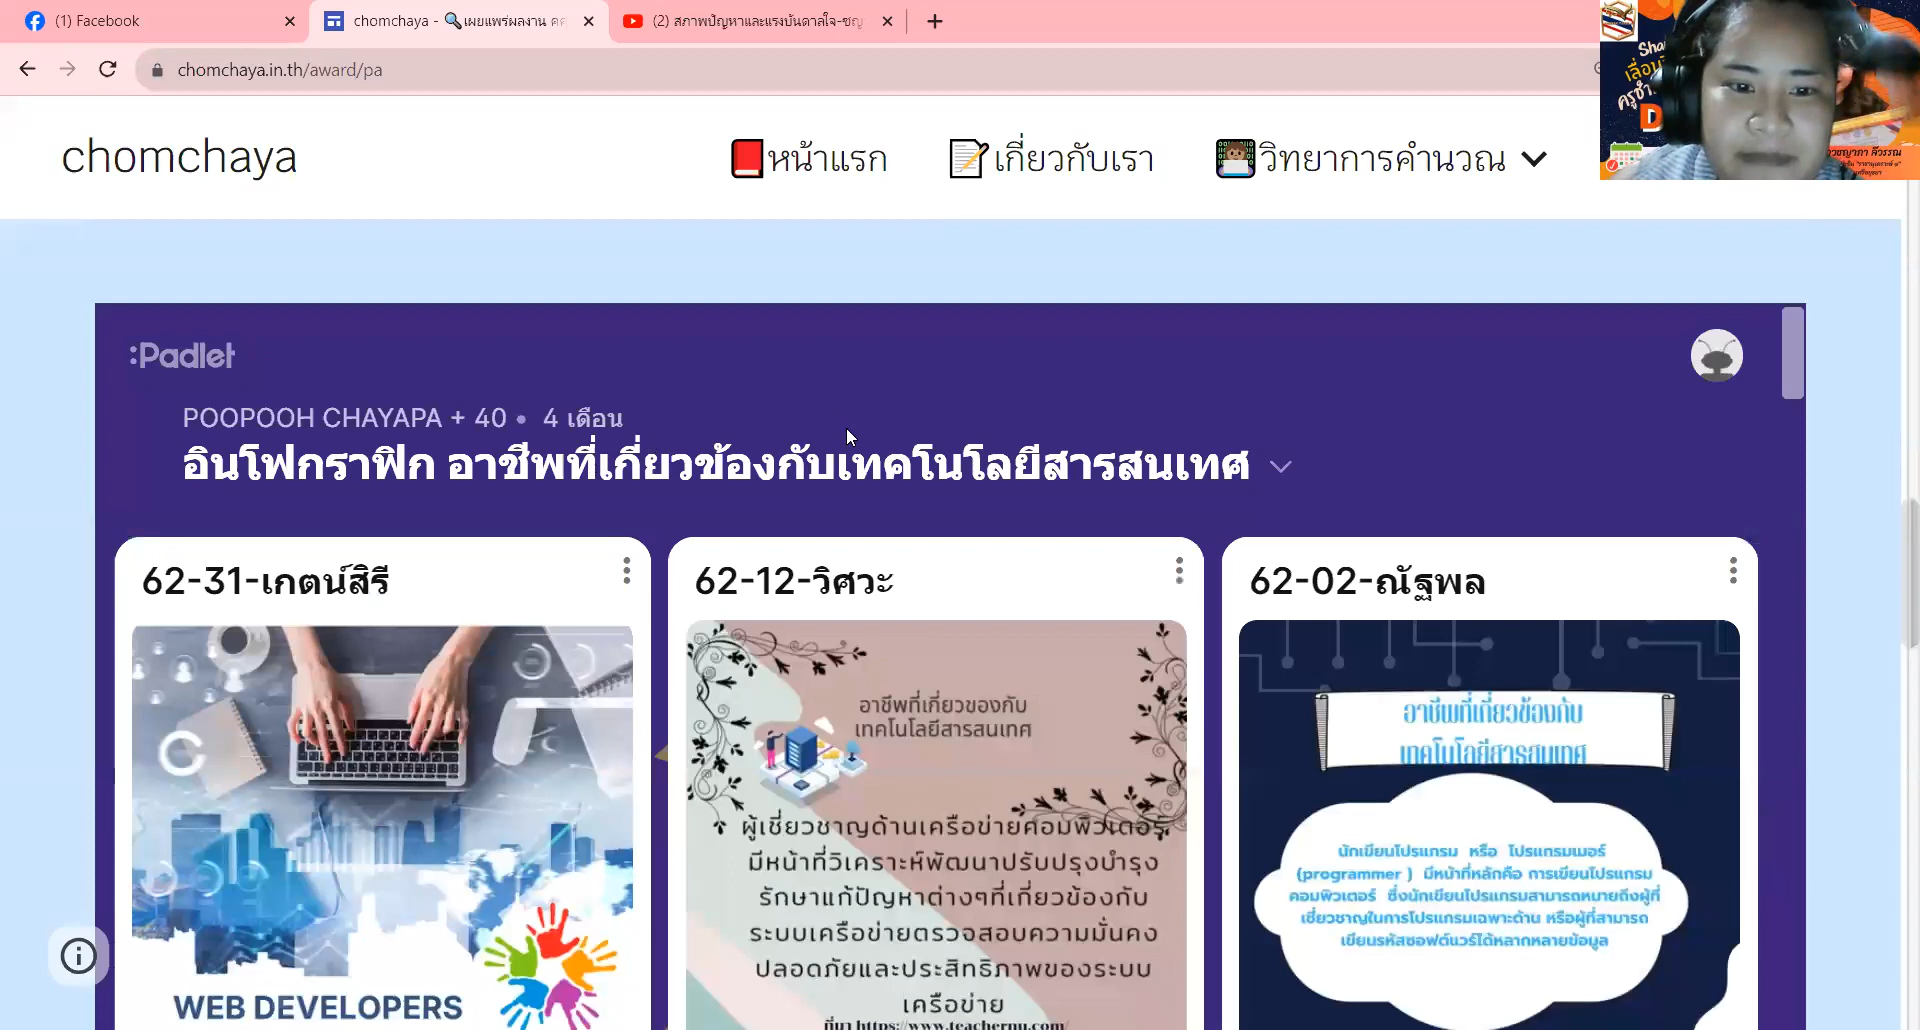 (1) Facebook
chomchaya - 🔍เผยแพร่ผลงาน
(2) สภาพปัญหาและแรงบันดาลใจ-ชญ
chomchaya.in.th/award/pa
chomchaya
หน้าแรก
เกี่ยวกับเรา
วิทยาการคำนวณ
:Padlet
POOPOOH CHAYAPA + 40 • 4 เดือน
อินโฟกราฟิก อาชีพที่เกี่ยวข้องกับเทคโนโลยีสารสนเทศ
62-31-เกตน์สิรี
WEB DEVELOPERS
62-12-วิศวะ
อาชีพที่เกี่ยวของกับ
เทคโนโลยีสารสนเทศ
ผู้เชี่ยวชาญด้านเครือข่ายคอมพิวเตอร์
มีหน้าที่วิเคราะห์พัฒนาปรับปรุงบำรุง
รักษาแก้ปัญหาต่างๆที่เกี่ยวข้องกับ
ระบบเครือข่ายตรวจสอบความมั่นคง
ปลอดภัยและประสิทธิภาพของระบบ
เครือข่าย
ที่มา https://www.teachernu.com/
62-02-ณัฐพล
อาชีพที่เกี่ยวข้องกับ
เทคโนโลยีสารสนเทศ
นักเขียนโปรแกรม หรือ โปรแกรมเมอร์
(programmer ) มีหน้าที่หลักคือ การเขียนโปรแกรม
คอมพิวเตอร์ ซึ่งนักเขียนโปรแกรมสามารถหมายถึงผู้ที่
เชี่ยวชาญในการโปรแกรมเฉพาะด้าน หรือผู้ที่สามารถ
เขียนรหัสซอฟต์แวร์ได้หลากหลายข้อมูล